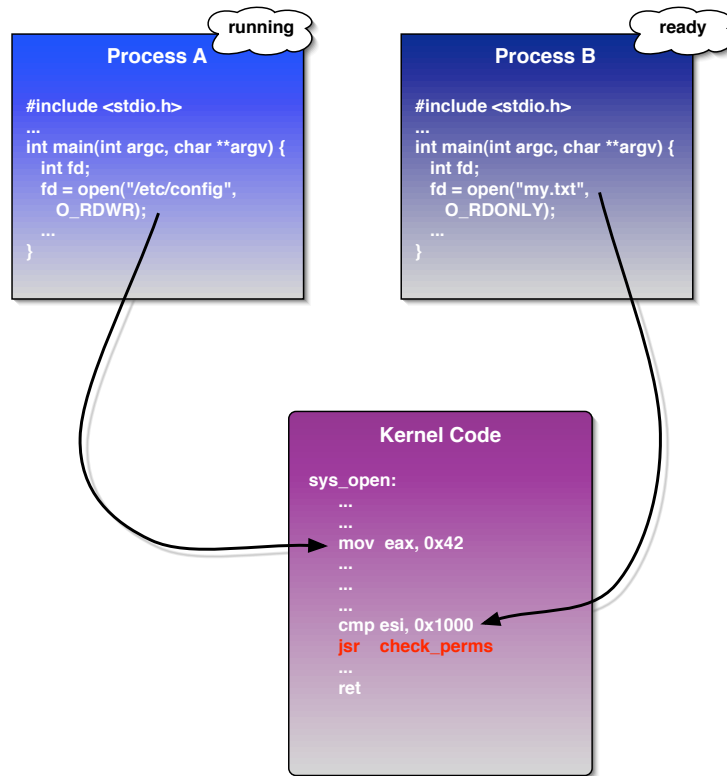 running
Process A
#include <stdio.h>
...
int main(int argc, char **argv) {
int fd;
fd = open("/etc/config",
O_RDWR);
...
}
ready
Process B
#include <stdio.h>
...
int main(int argc, char **argv) {
int fd;
fd = open("my.txt",
O_RDONLY);
...
}
Kernel Code
sys_open:
...
...
mov eax, 0x42
...
...
...
cmp esi, 0x1000
jsr check_perms
...
ret